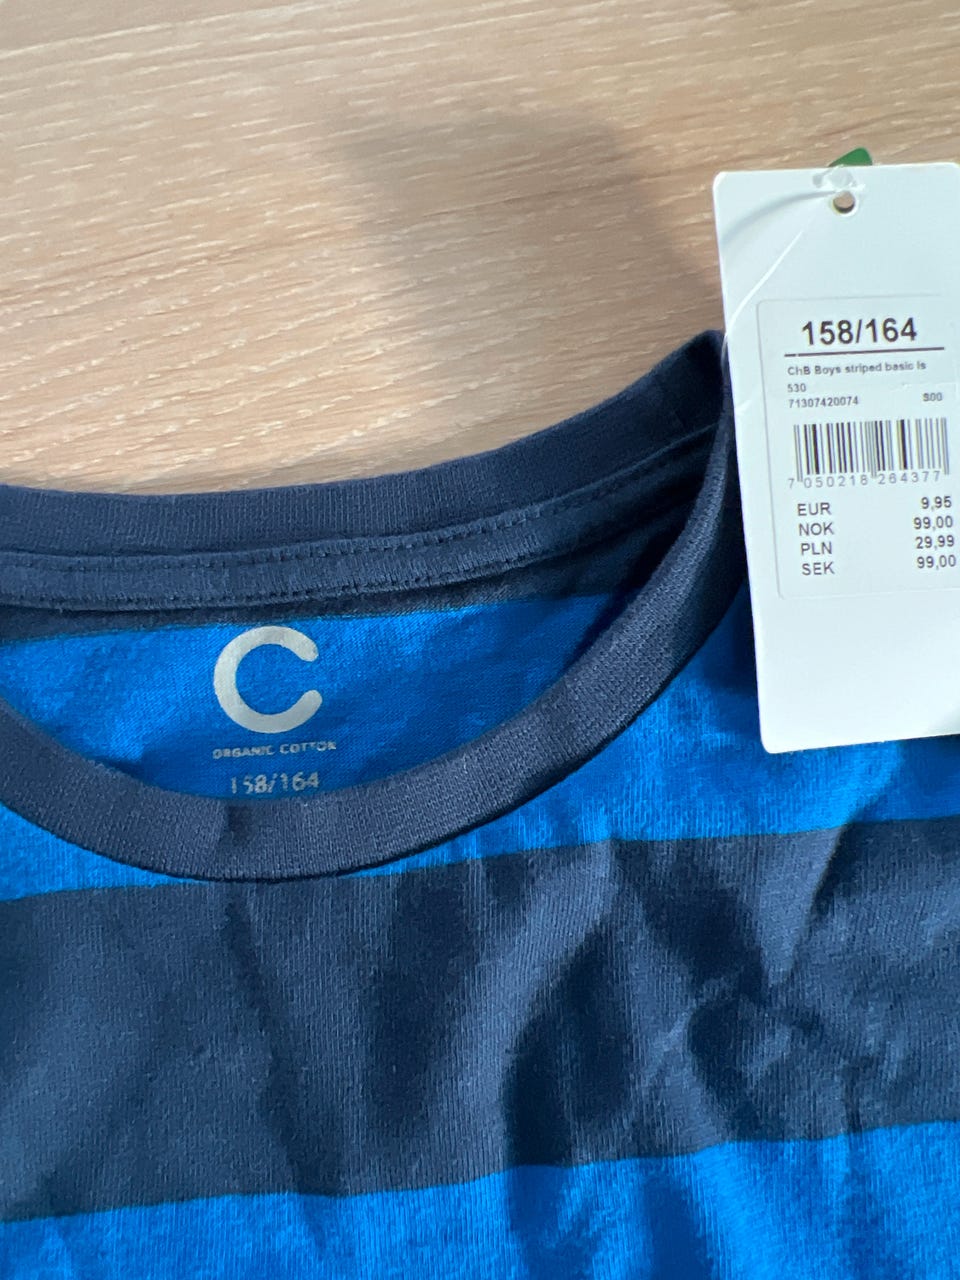 158/164
ChB Boys striped basic ls
530
71307420074 S00
7 050218 264377
EUR 9,95
NOK 99,00
PLN 29,99
SEK 99,00
C
ORGANIC COTTON
158/164